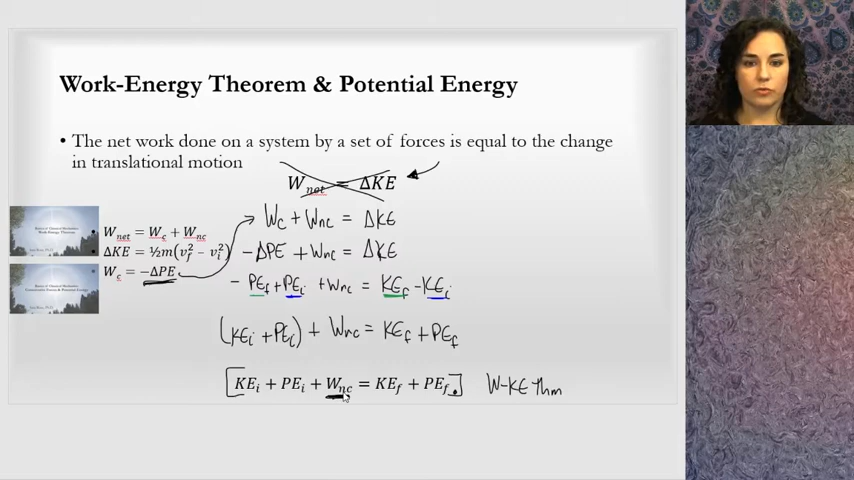 Work-Energy Theorem & Potential Energy
• The net work done on a system by a set of forces is equal to the change
in translational motion
W_net = ΔKE
W_net = W_c + W_nc
ΔKE = ½m(v_f² − v_i²)
W_c = −ΔPE
W_c + W_nc = ΔKE
−ΔPE + W_nc = ΔKE
− PE_f + PE_i + W_nc = KE_f − KE_i
(KE_i + PE_i) + W_nc = KE_f + PE_f
[KE_i + PE_i + W_nc = KE_f + PE_f.] W-KE Thm